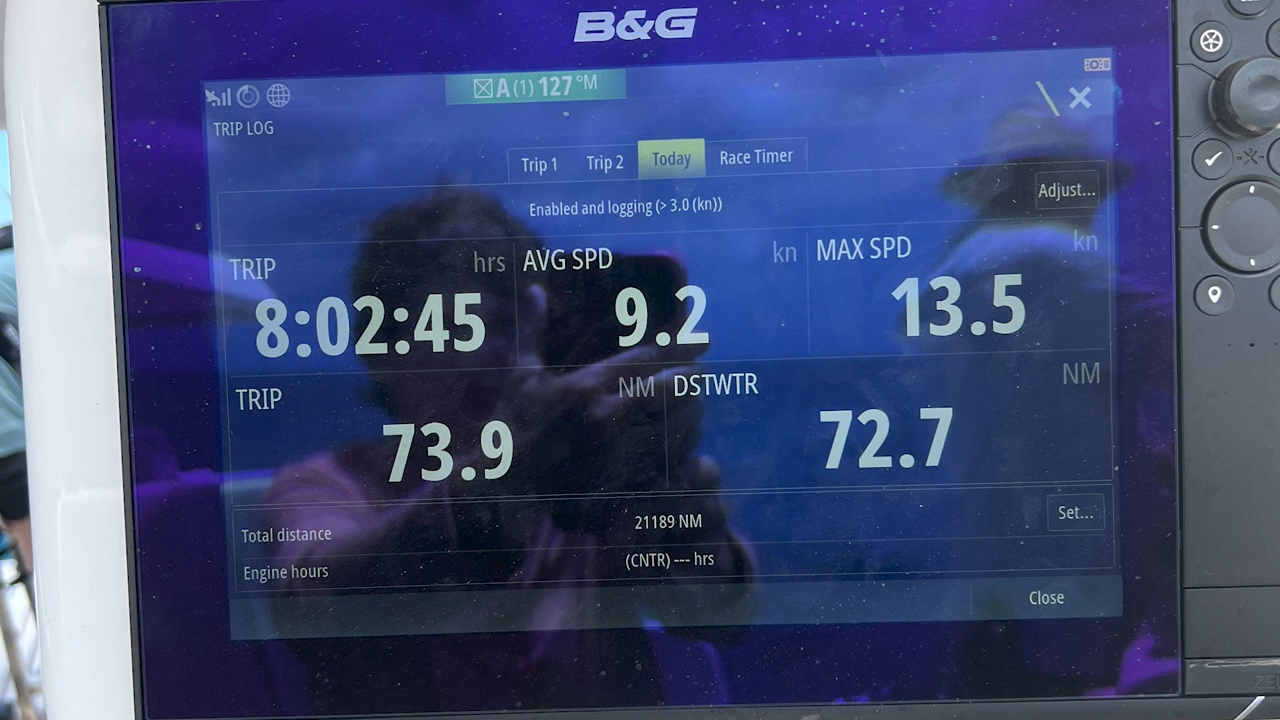 B&G
A (1) 127 °M
TRIP LOG
Trip 1 Trip 2 Today Race Timer
Enabled and logging (> 3.0 (kn))
Adjust...
TRIP hrs AVG SPD kn MAX SPD kn
8:02:45 9.2 13.5
TRIP NM DSTWTR NM
73.9 72.7
Total distance 21189 NM Set...
Engine hours (CNTR) --- hrs
Close